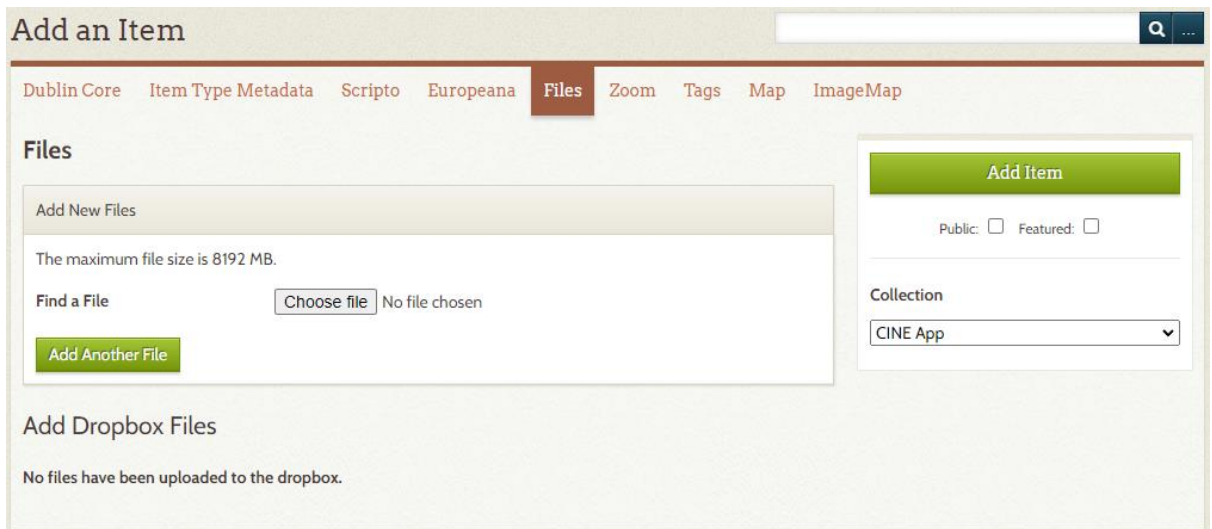 Add an Item
...
Dublin Core Item Type Metadata Scripto Europeana Files Zoom Tags Map ImageMap
Files
Add New Files
The maximum file size is 8192 MB.
Find a File Choose file No file chosen
Add Another File
Add Dropbox Files
No files have been uploaded to the dropbox.
Add Item
Public: Featured:
Collection
CINE App